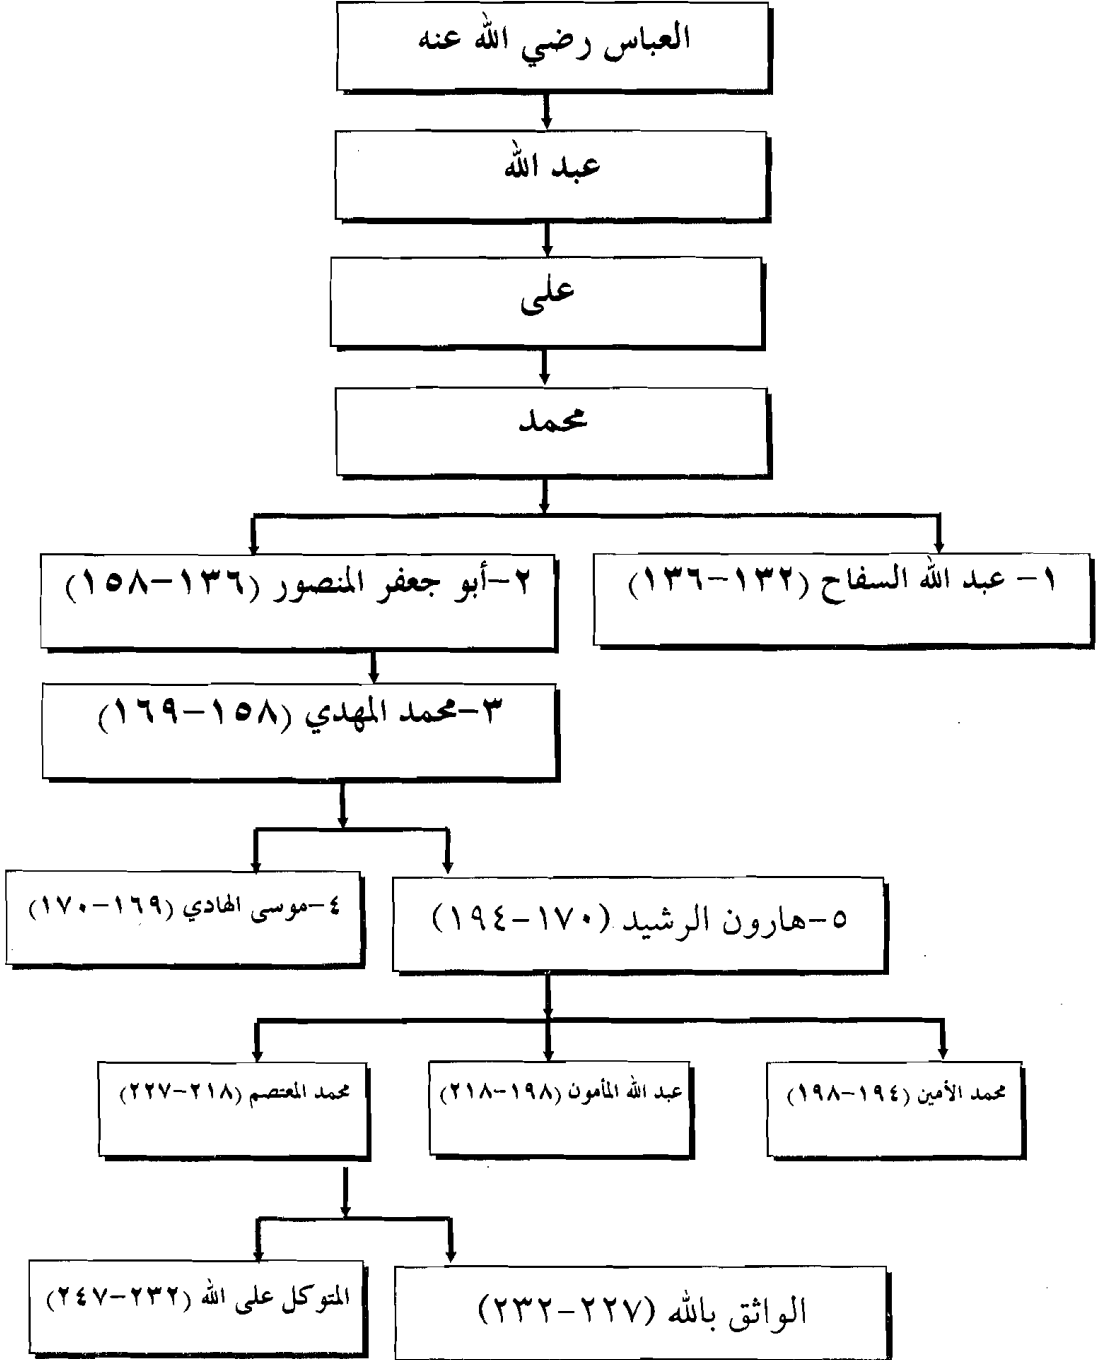 العباس رضي الله عنه
عبد الله
على
محمد
١- عبد الله السفاح (١٣٢-١٣٦)
٢-أبو جعفر المنصور (١٣٦-١٥٨)
٣-محمد المهدي (١٥٨-١٦٩)
٥-هارون الرشيد (١٧٠-١٩٤)
٤-موسى الهادي (١٦٩-١٧٠)
محمد الأمين (١٩٤-١٩٨)
عبد الله المأمون (١٩٨-٢١٨)
محمد المعتصم (٢١٨-٢٢٧)
الواثق بالله (٢٢٧-٢٣٢)
المتوكل على الله (٢٣٢-٢٤٧)